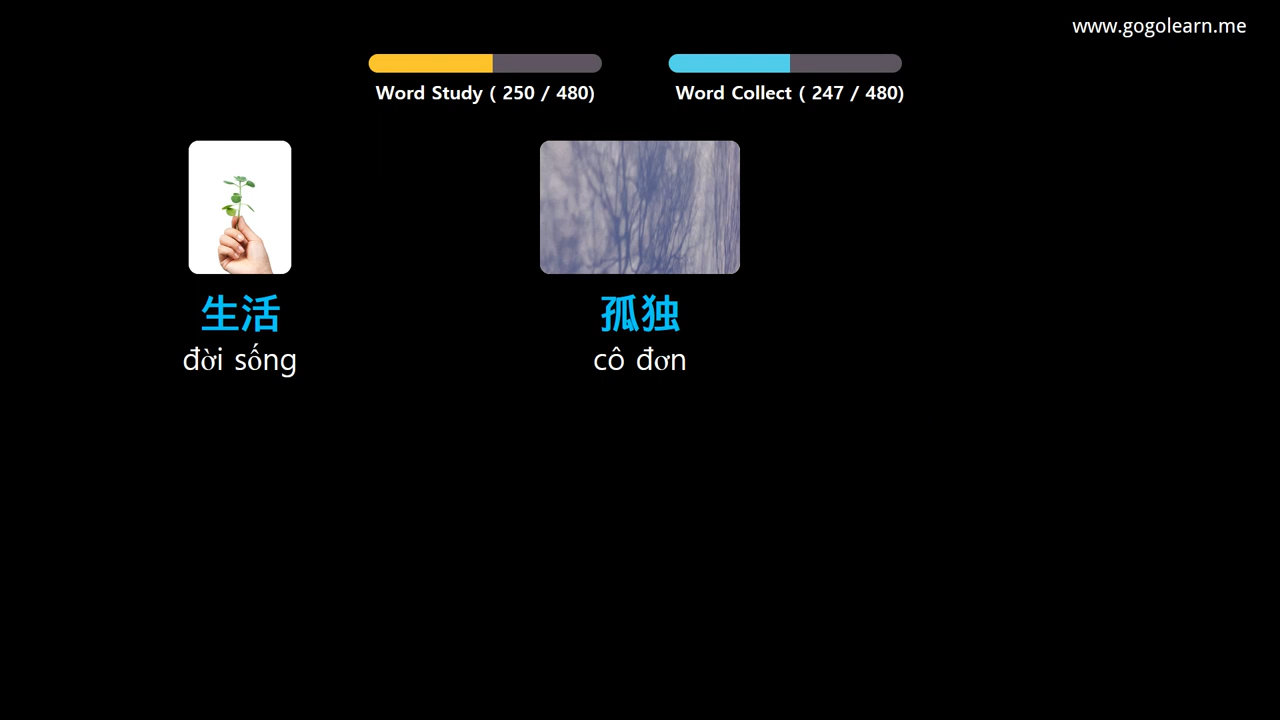 www.gogolearn.me
Word Study ( 250 / 480)
Word Collect ( 247 / 480)
生活
đời sống
孤独
cô đơn